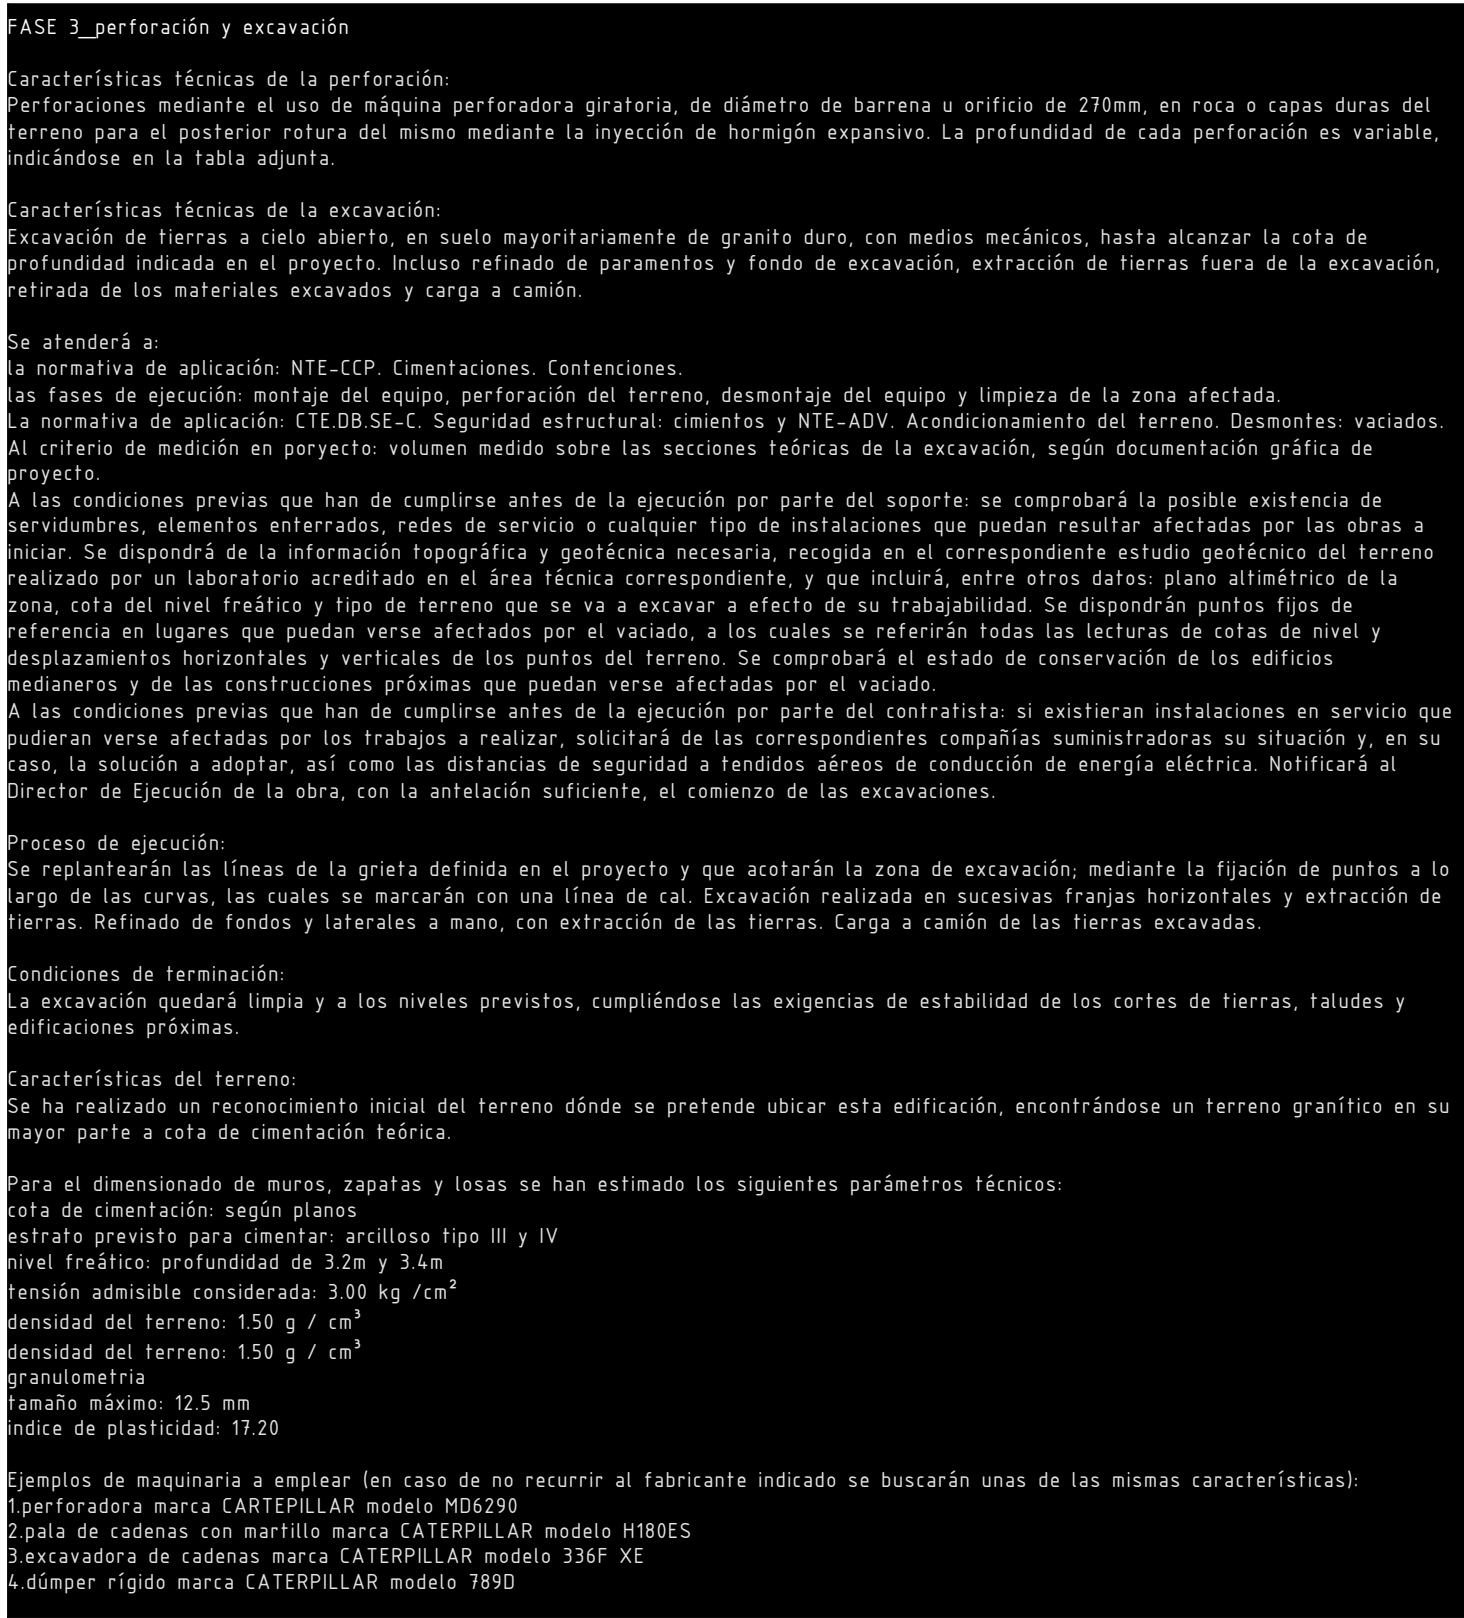 FASE 3_perforación y excavación
Características técnicas de la perforación:
Perforaciones mediante el uso de máquina perforadora giratoria, de diámetro de barrena u orificio de 270mm, en roca o capas duras del
terreno para el posterior rotura del mismo mediante la inyección de hormigón expansivo. La profundidad de cada perforación es variable,
indicándose en la tabla adjunta.
Características técnicas de la excavación:
Excavación de tierras a cielo abierto, en suelo mayoritariamente de granito duro, con medios mecánicos, hasta alcanzar la cota de
profundidad indicada en el proyecto. Incluso refinado de paramentos y fondo de excavación, extracción de tierras fuera de la excavación,
retirada de los materiales excavados y carga a camión.
Se atenderá a:
la normativa de aplicación: NTE-CCP. Cimentaciones. Contenciones.
las fases de ejecución: montaje del equipo, perforación del terreno, desmontaje del equipo y limpieza de la zona afectada.
La normativa de aplicación: CTE.DB.SE-C. Seguridad estructural: cimientos y NTE-ADV. Acondicionamiento del terreno. Desmontes: vaciados.
Al criterio de medición en poryecto: volumen medido sobre las secciones teóricas de la excavación, según documentación gráfica de
proyecto.
A las condiciones previas que han de cumplirse antes de la ejecución por parte del soporte: se comprobará la posible existencia de
servidumbres, elementos enterrados, redes de servicio o cualquier tipo de instalaciones que puedan resultar afectadas por las obras a
iniciar. Se dispondrá de la información topográfica y geotécnica necesaria, recogida en el correspondiente estudio geotécnico del terreno
realizado por un laboratorio acreditado en el área técnica correspondiente, y que incluirá, entre otros datos: plano altimétrico de la
zona, cota del nivel freático y tipo de terreno que se va a excavar a efecto de su trabajabilidad. Se dispondrán puntos fijos de
referencia en lugares que puedan verse afectados por el vaciado, a los cuales se referirán todas las lecturas de cotas de nivel y
desplazamientos horizontales y verticales de los puntos del terreno. Se comprobará el estado de conservación de los edificios
medianeros y de las construcciones próximas que puedan verse afectadas por el vaciado.
A las condiciones previas que han de cumplirse antes de la ejecución por parte del contratista: si existieran instalaciones en servicio que
pudieran verse afectadas por los trabajos a realizar, solicitará de las correspondientes compañías suministradoras su situación y, en su
caso, la solución a adoptar, así como las distancias de seguridad a tendidos aéreos de conducción de energía eléctrica. Notificará al
Director de Ejecución de la obra, con la antelación suficiente, el comienzo de las excavaciones.
Proceso de ejecución:
Se replantearán las líneas de la grieta definida en el proyecto y que acotarán la zona de excavación; mediante la fijación de puntos a lo
largo de las curvas, las cuales se marcarán con una línea de cal. Excavación realizada en sucesivas franjas horizontales y extracción de
tierras. Refinado de fondos y laterales a mano, con extracción de las tierras. Carga a camión de las tierras excavadas.
Condiciones de terminación:
La excavación quedará limpia y a los niveles previstos, cumpliéndose las exigencias de estabilidad de los cortes de tierras, taludes y
edificaciones próximas.
Características del terreno:
Se ha realizado un reconocimiento inicial del terreno dónde se pretende ubicar esta edificación, encontrándose un terreno granítico en su
mayor parte a cota de cimentación teórica.
Para el dimensionado de muros, zapatas y losas se han estimado los siguientes parámetros técnicos:
cota de cimentación: según planos
estrato previsto para cimentar: arcilloso tipo III y IV
nivel freático: profundidad de 3.2m y 3.4m
tensión admisible considerada: 3.00 kg /cm²
densidad del terreno: 1.50 g / cm³
densidad del terreno: 1.50 g / cm³
granulometria
tamaño máximo: 12.5 mm
indice de plasticidad: 17.20
Ejemplos de maquinaria a emplear (en caso de no recurrir al fabricante indicado se buscarán unas de las mismas características):
1.perforadora marca CARTEPILLAR modelo MD6290
2.pala de cadenas con martillo marca CATERPILLAR modelo H180ES
3.excavadora de cadenas marca CATERPILLAR modelo 336F XE
4.dúmper rígido marca CATERPILLAR modelo 789D